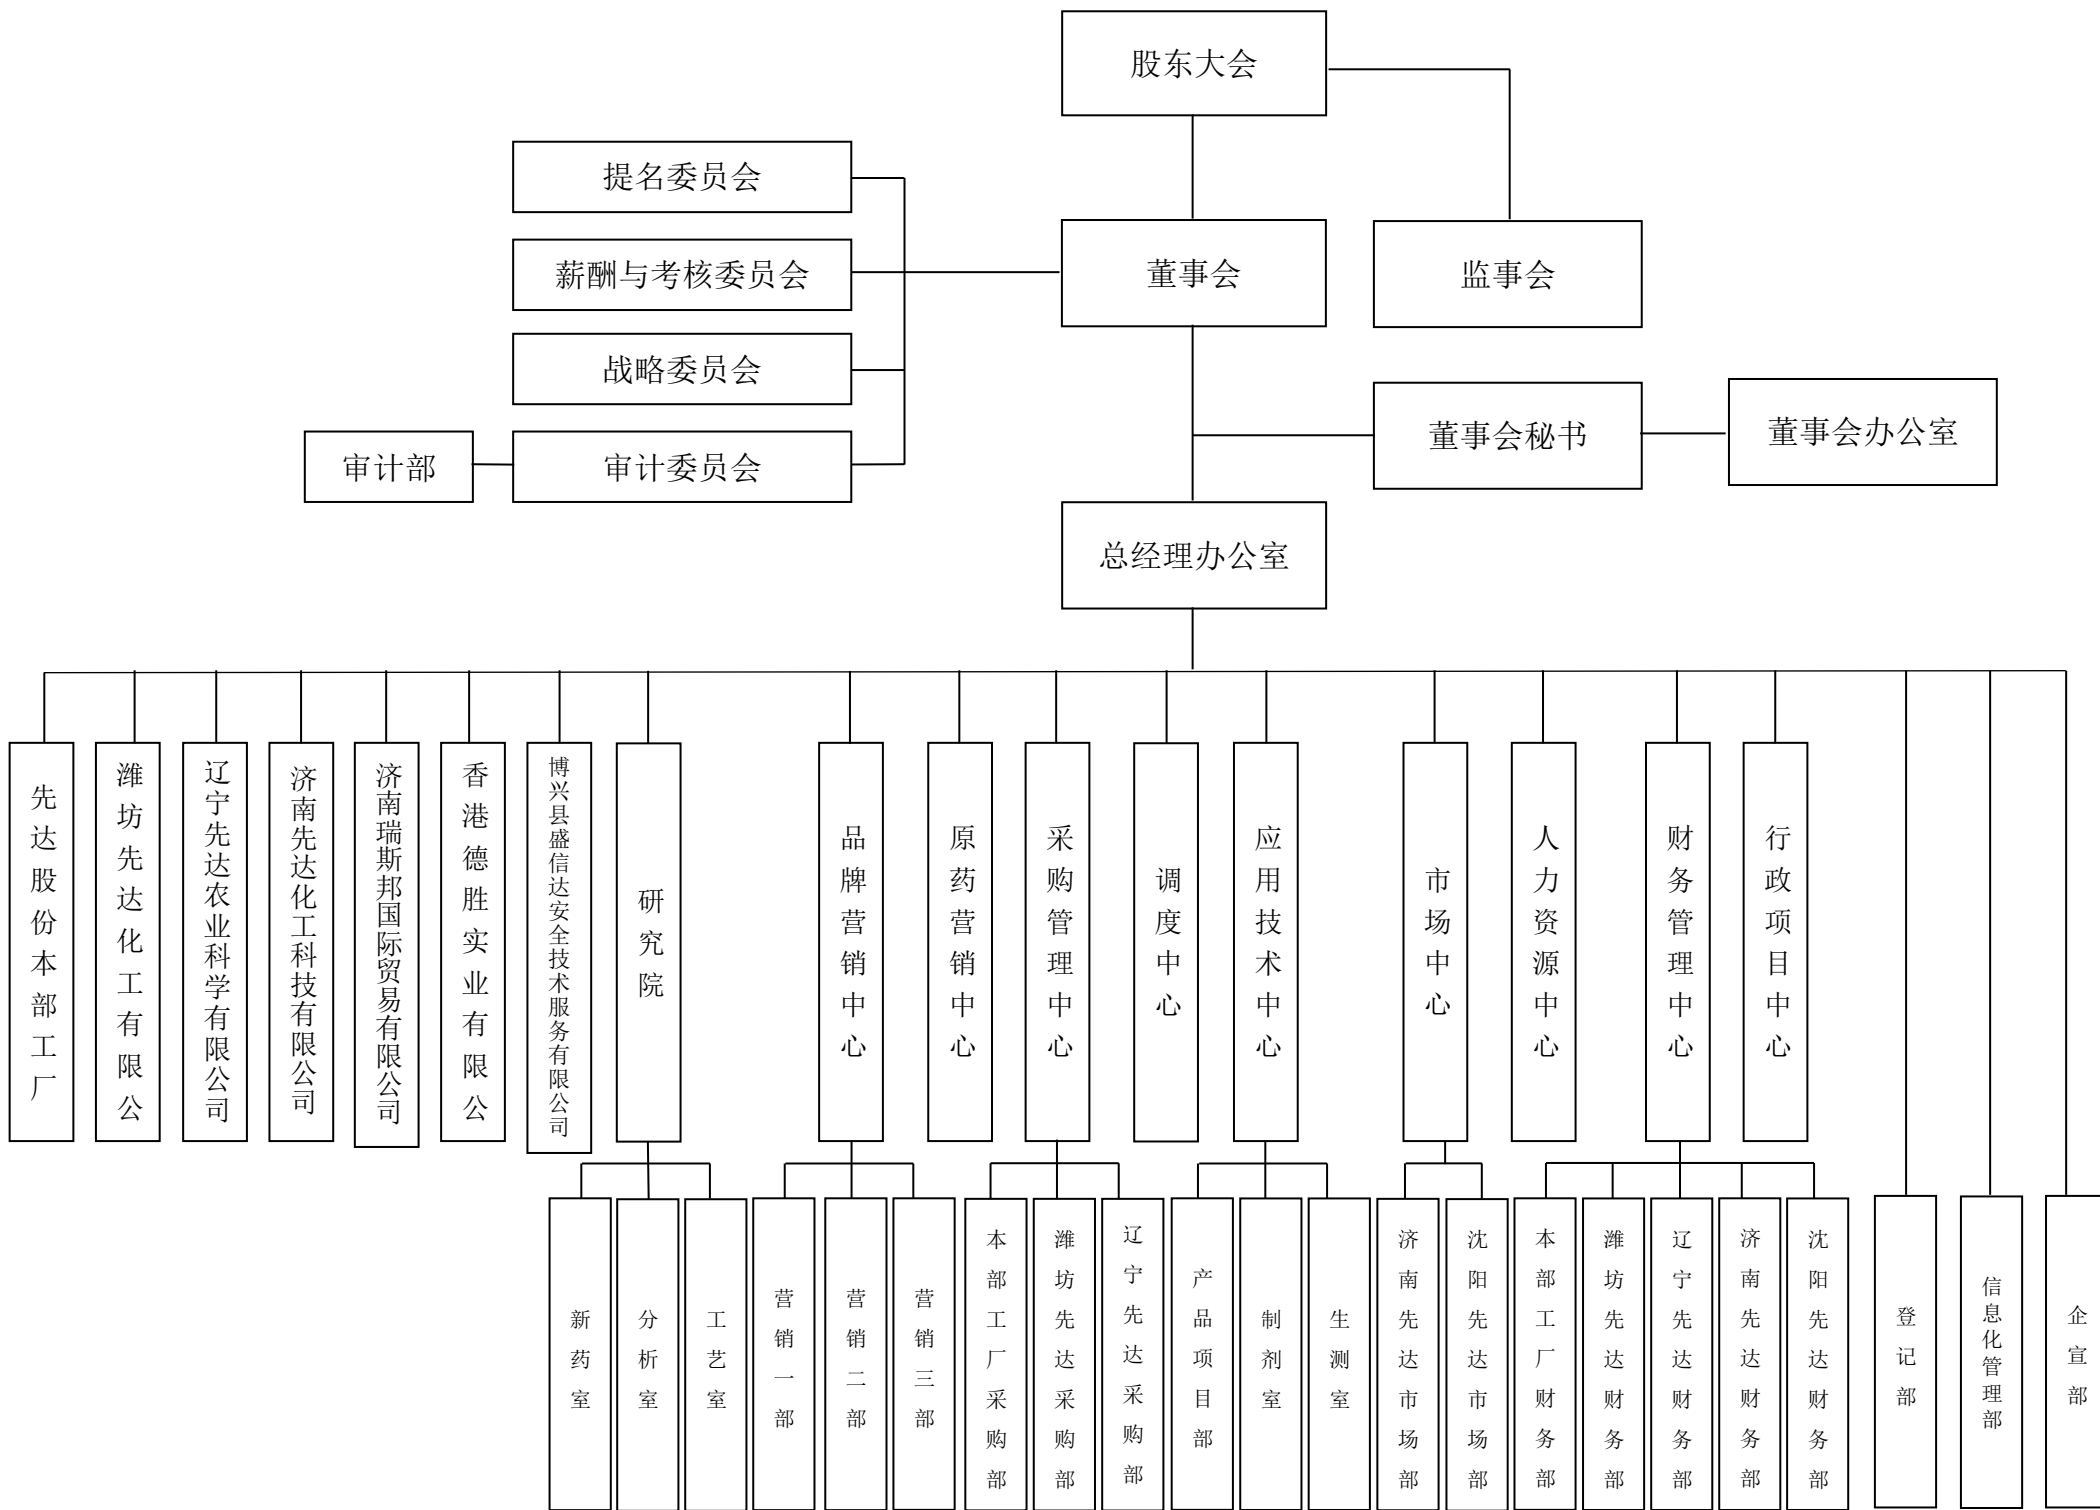 股东大会
提名委员会
薪酬与考核委员会
董事会
监事会
战略委员会
审计部
审计委员会
董事会秘书
董事会办公室
总经理办公室
先达股份本部工厂
潍坊先达化工有限公
辽宁先达农业科学有限公司
济南先达化工科技有限公司
济南瑞斯邦国际贸易有限公司
香港德胜实业有限公
博兴县盛信达安全技术服务有限公司
研究院
品牌营销中心
原药营销中心
采购管理中心
调度中心
应用技术中心
市场中心
人力资源中心
财务管理中心
行政项目中心
新药室
分析室
工艺室
营销一部
营销二部
营销三部
本部工厂采购部
潍坊先达采购部
辽宁先达采购部
产品项目部
制剂室
生测室
济南先达市场部
沈阳先达市场部
本部工厂财务部
潍坊先达财务部
辽宁先达财务部
济南先达财务部
沈阳先达财务部
登记部
信息化管理部
企宣部